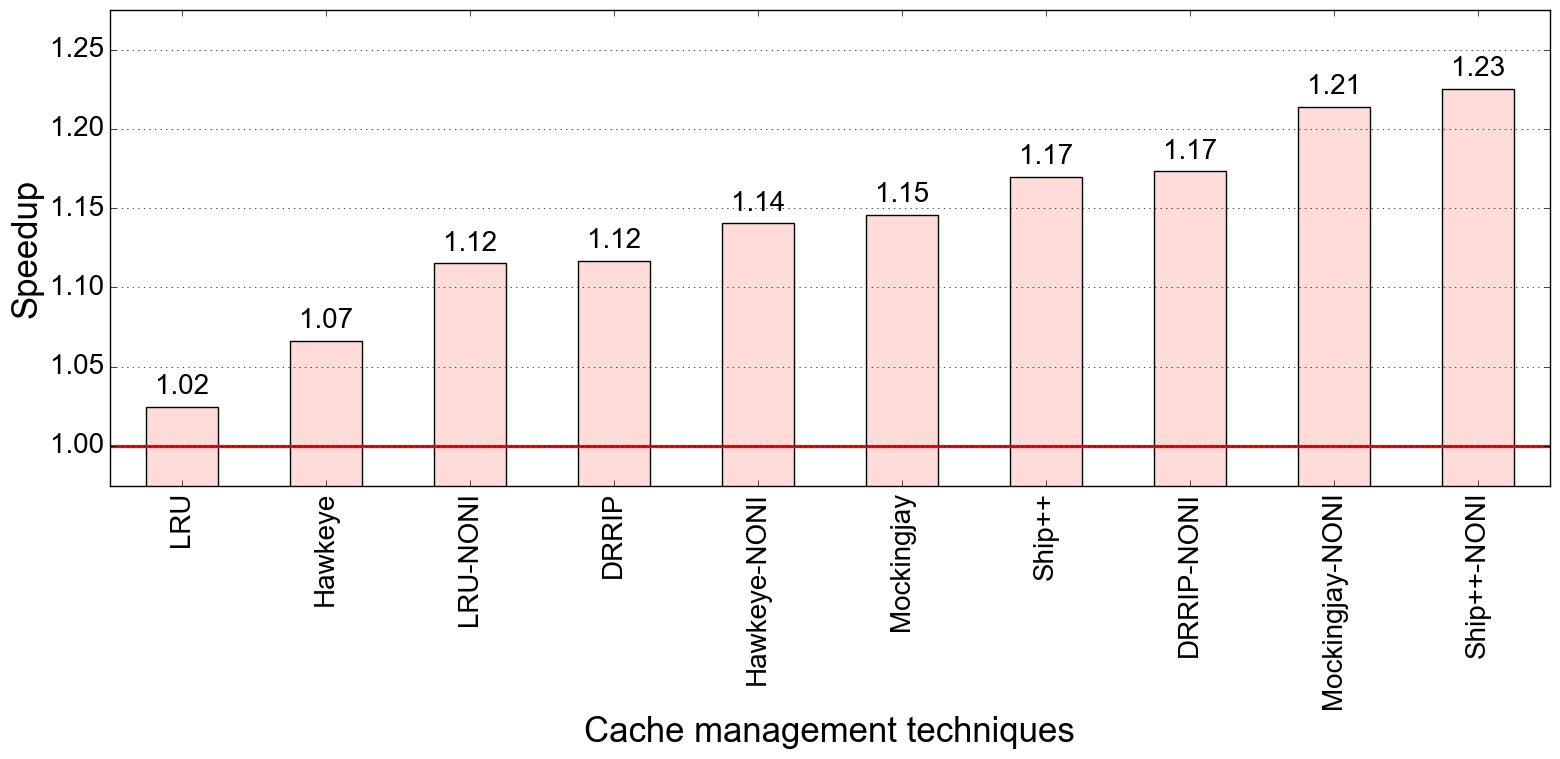 Speedup
1.25
1.20
1.15
1.10
1.05
1.00
1.02
1.07
1.12
1.12
1.14
1.15
1.17
1.17
1.21
1.23
LRU
Hawkeye
LRU-NONI
DRRIP
Hawkeye-NONI
Mockingjay
Ship++
DRRIP-NONI
Mockingjay-NONI
Ship++-NONI
Cache management techniques